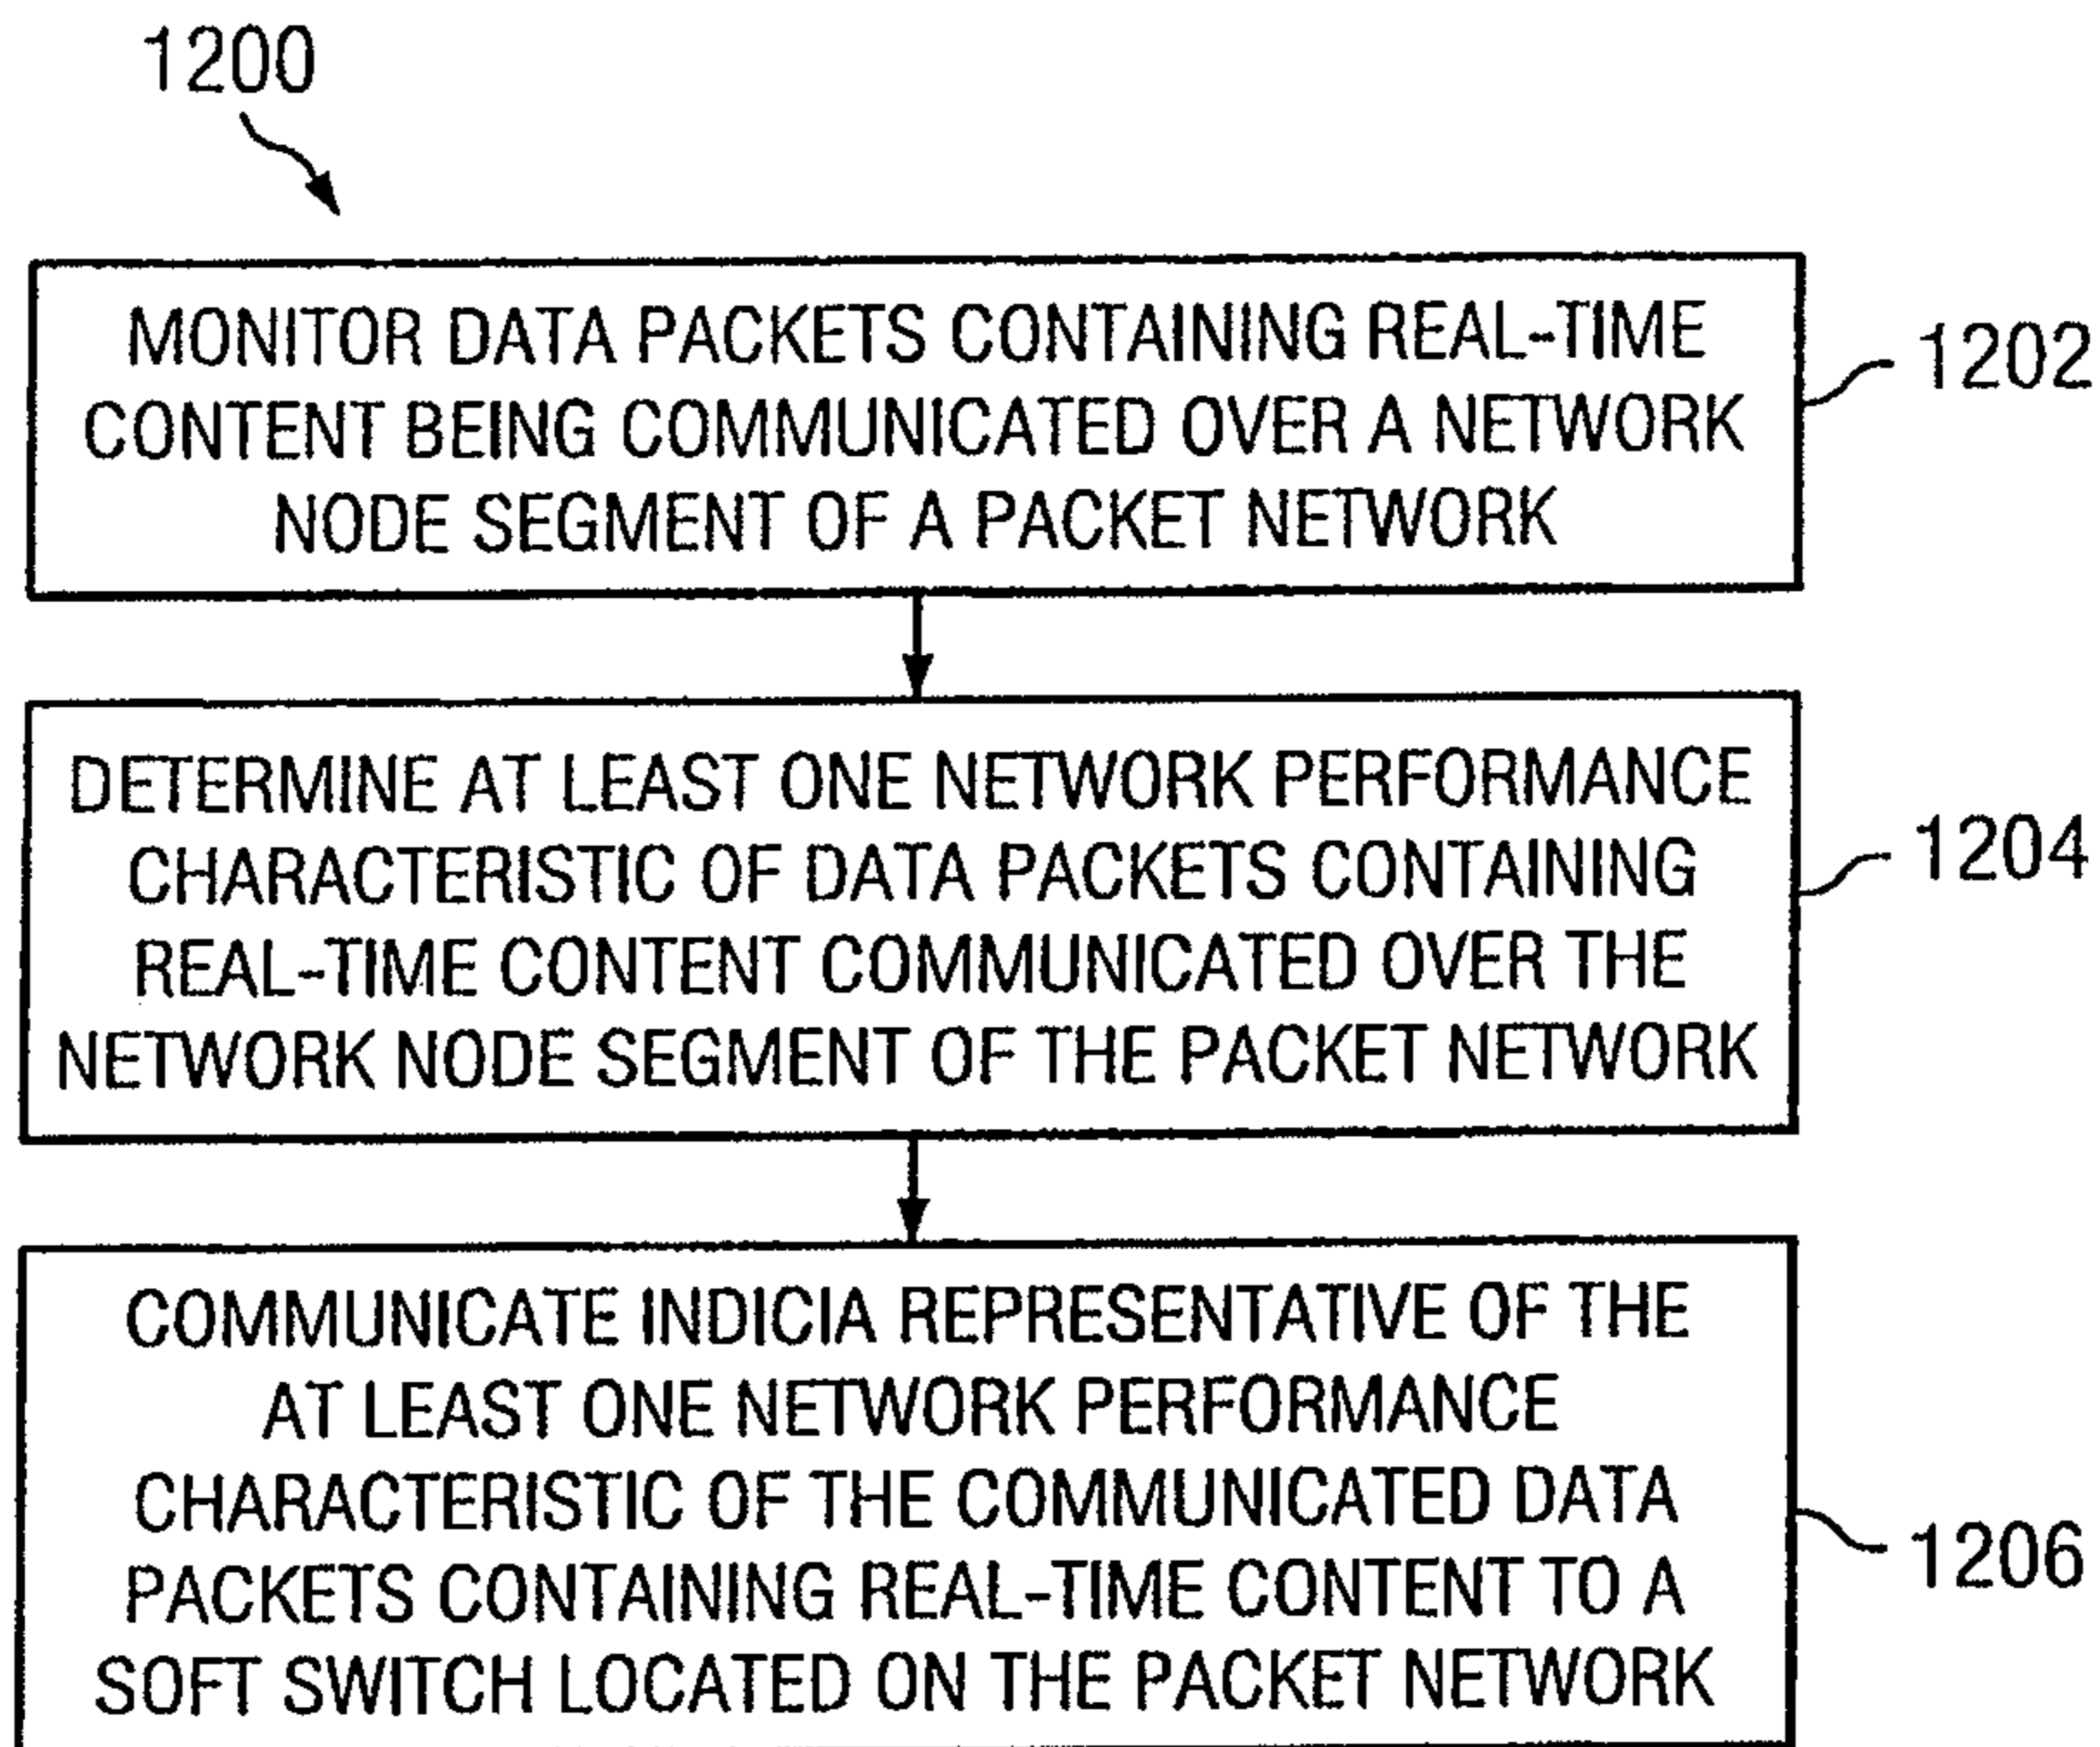 1200
MONITOR DATA PACKETS CONTAINING REAL-TIME
CONTENT BEING COMMUNICATED OVER A NETWORK
NODE SEGMENT OF A PACKET NETWORK
1202
DETERMINE AT LEAST ONE NETWORK PERFORMANCE
CHARACTERISTIC OF DATA PACKETS CONTAINING
REAL-TIME CONTENT COMMUNICATED OVER THE
NETWORK NODE SEGMENT OF THE PACKET NETWORK
1204
COMMUNICATE INDICIA REPRESENTATIVE OF THE
AT LEAST ONE NETWORK PERFORMANCE
CHARACTERISTIC OF THE COMMUNICATED DATA
PACKETS CONTAINING REAL-TIME CONTENT TO A
SOFT SWITCH LOCATED ON THE PACKET NETWORK
1206